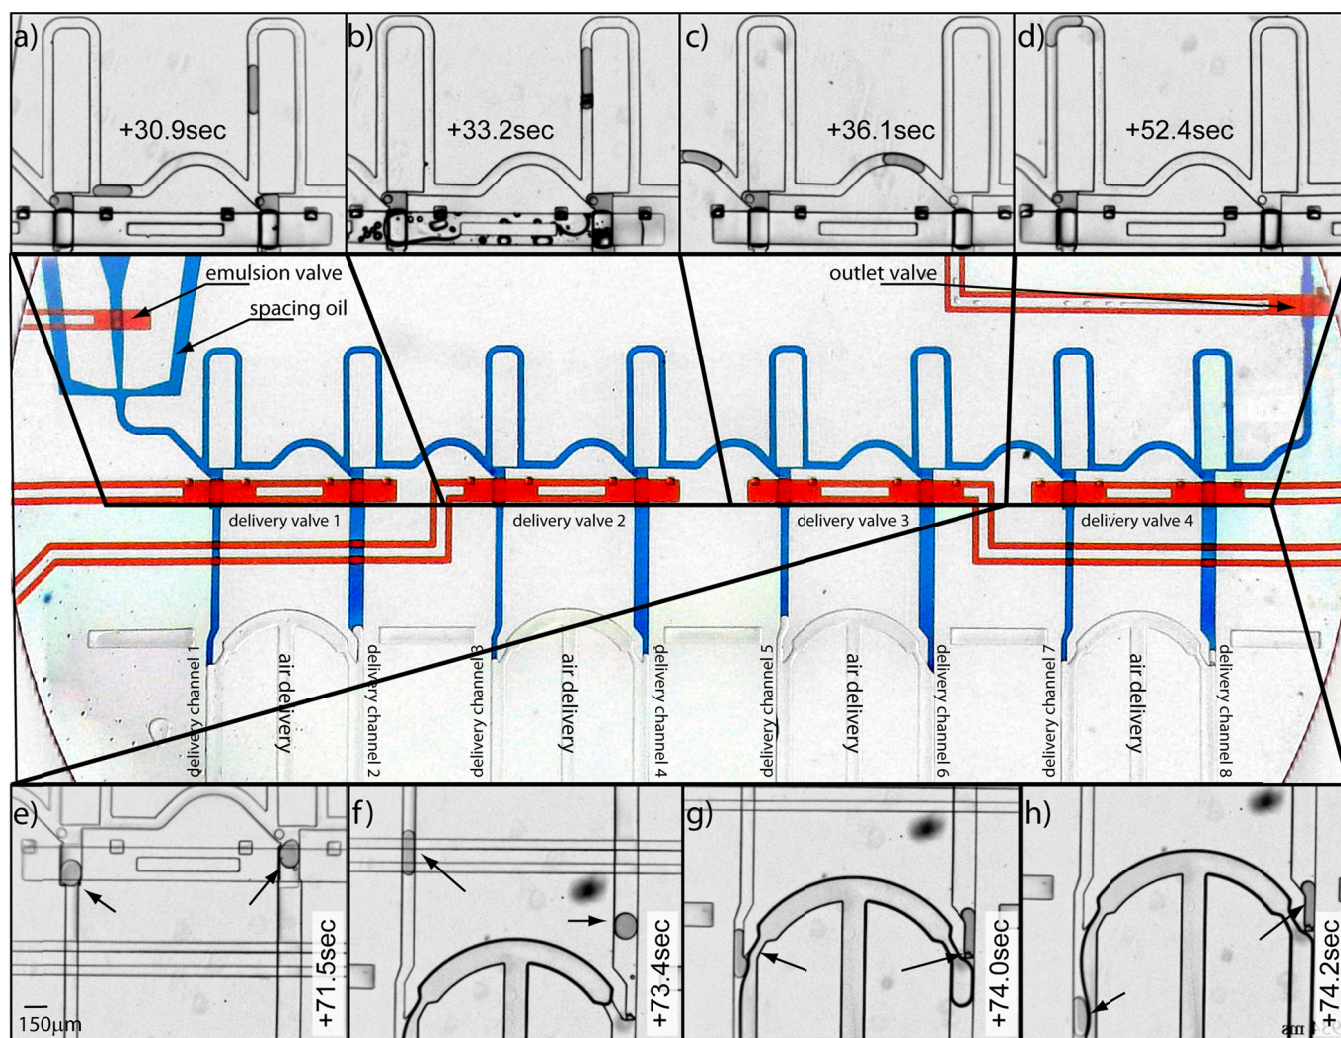 a)
+30.9sec
b)
+33.2sec
c)
+36.1sec
d)
+52.4sec
emulsion valve
spacing oil
outlet valve
delivery valve 1
delivery valve 2
delivery valve 3
delivery valve 4
delivery channel 1
air delivery
delivery channel 2
delivery channel 3
air delivery
delivery channel 4
delivery channel 5
air delivery
delivery channel 6
delivery channel 7
air delivery
delivery channel 8
e)
+71.5sec
150µm
f)
+73.4sec
g)
+74.0sec
h)
+74.2sec